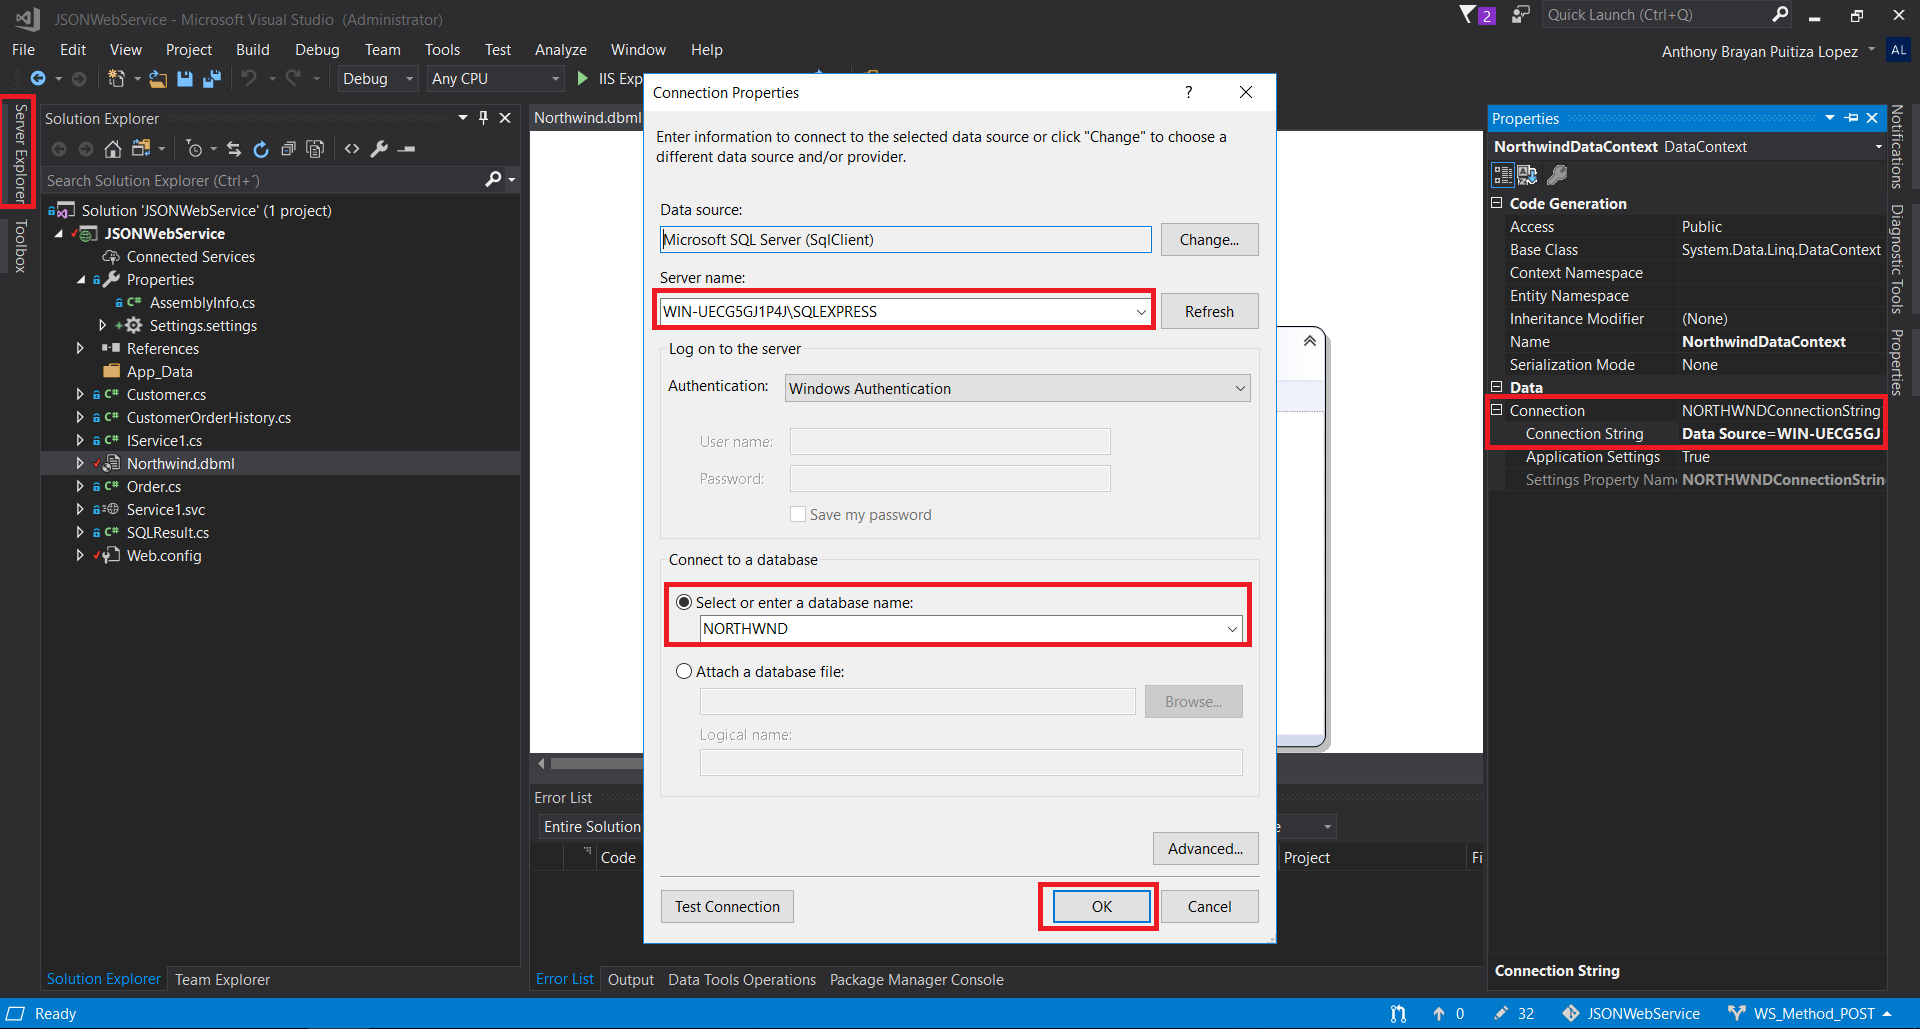 JSONWebService - Microsoft Visual Studio (Administrator)
2
Quick Launch (Ctrl+Q)
File Edit View Project Build Debug Team Tools Test Analyze Window Help
Anthony Brayan Puitiza Lopez
AL
Debug
Any CPU
IIS Exp
Server Explorer
Toolbox
Solution Explorer
Search Solution Explorer (Ctrl+¨)
Solution 'JSONWebService' (1 project)
JSONWebService
Connected Services
Properties
AssemblyInfo.cs
Settings.settings
References
App_Data
Customer.cs
CustomerOrderHistory.cs
IService1.cs
Northwind.dbml
Order.cs
Service1.svc
SQLResult.cs
Web.config
Solution Explorer
Team Explorer
Northwind.dbml
Connection Properties
?
Enter information to connect to the selected data source or click "Change" to choose a
different data source and/or provider.
Data source:
Microsoft SQL Server (SqlClient)
Change...
Server name:
WIN-UECG5GJ1P4J\SQLEXPRESS
Refresh
Log on to the server
Authentication:
Windows Authentication
User name:
Password:
Save my password
Connect to a database
Select or enter a database name:
NORTHWND
Attach a database file:
Browse...
Logical name:
Advanced...
Test Connection
OK
Cancel
Error List
Entire Solution
e
Code
Project
Fi
Error List
Output
Data Tools Operations
Package Manager Console
Properties
NorthwindDataContext DataContext
Code Generation
Access Public
Base Class System.Data.Linq.DataContext
Context Namespace
Entity Namespace
Inheritance Modifier (None)
Name NorthwindDataContext
Serialization Mode None
Data
Connection NORTHWNDConnectionString
Connection String Data Source=WIN-UECG5GJ
Application Settings True
Settings Property Name NORTHWNDConnectionStrin
Connection String
Notifications
Diagnostic Tools
Properties
Ready
0
32
JSONWebService
WS_Method_POST